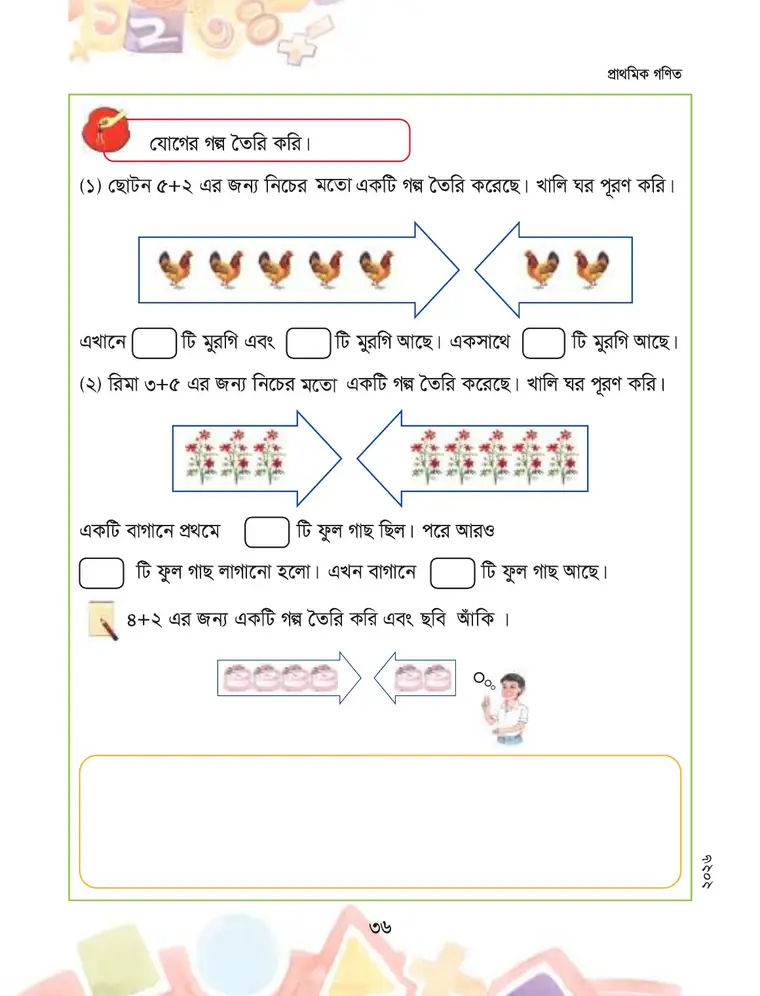 প্রাথমিক গণিত
যোগের গল্প তৈরি করি।
(১) ছোটন ৫+২ এর জন্য নিচের মতো একটি গল্প তৈরি করেছে। খালি ঘর পূরণ করি।
এখানে টি মুরগি এবং টি মুরগি আছে। একসাথে টি মুরগি আছে।
(২) রিমা ৩+৫ এর জন্য নিচের মতো একটি গল্প তৈরি করেছে। খালি ঘর পূরণ করি।
একটি বাগানে প্রথমে টি ফুল গাছ ছিল। পরে আরও
টি ফুল গাছ লাগানো হলো। এখন বাগানে টি ফুল গাছ আছে।
৪+২ এর জন্য একটি গল্প তৈরি করি এবং ছবি আঁকি ।
২০২৬
৩৬